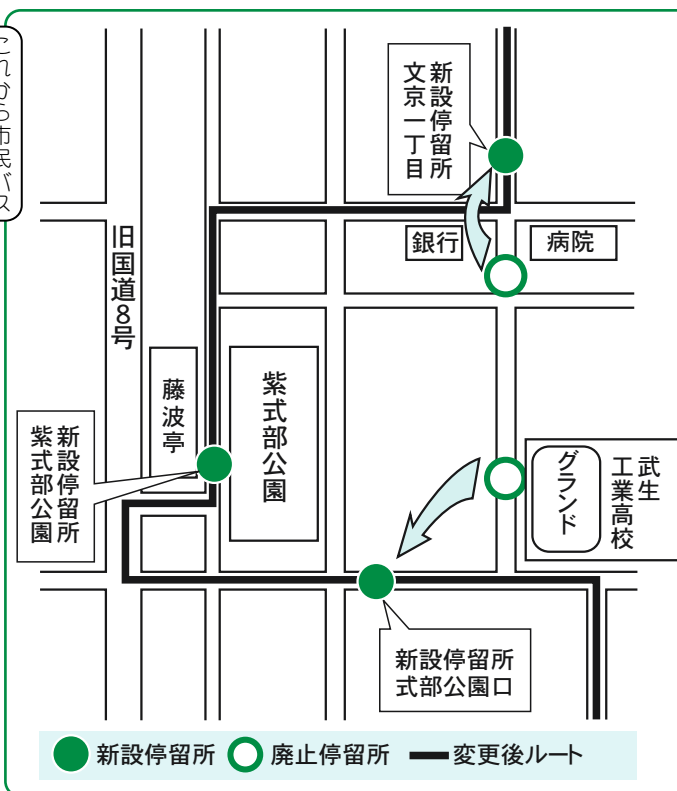 これから市民バス
新設停留所
文京一丁目
銀行
病院
旧国道8号
藤波亭
紫式部公園
新設停留所
紫式部公園
グランド
武生
工業高校
新設停留所
式部公園口
新設停留所
廃止停留所
変更後ルート